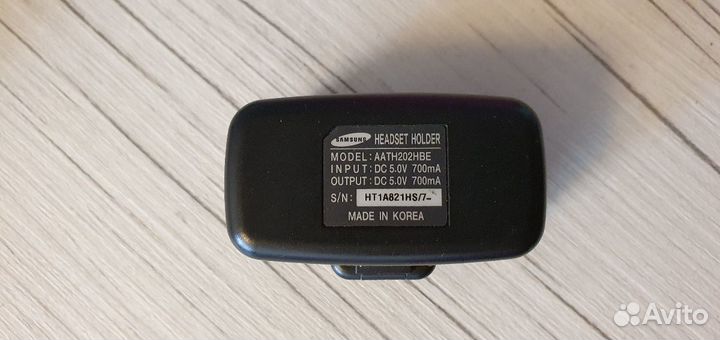 SAMSUNG HEADSET HOLDER
MODEL: AATH202HBE
INPUT: DC 5.0V 700mA
OUTPUT: DC 5.0V 700mA
S/N: HT1A821HS/7-
MADE IN KOREA
Avito